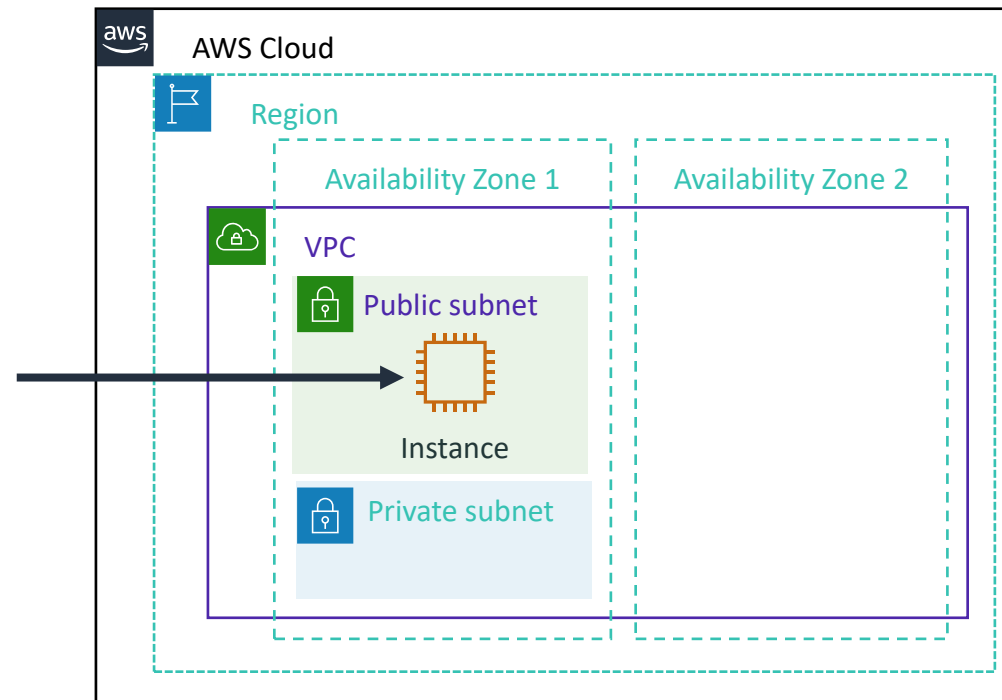 aws
AWS Cloud
Region
Availability Zone 1
Availability Zone 2
VPC
Public subnet
Instance
Private subnet